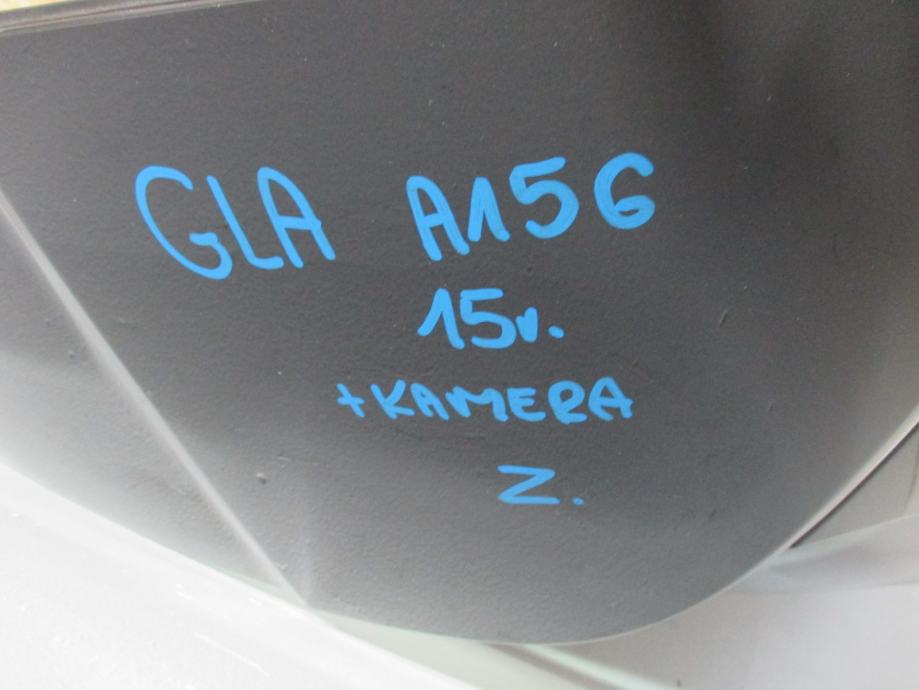 GLA A156
15r.
+KAMERA
Z.